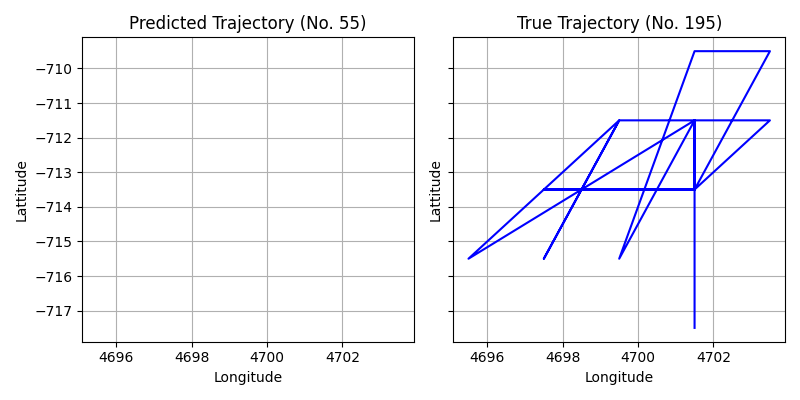 Predicted Trajectory (No. 55)
True Trajectory (No. 195)
Lattitude
−710
−711
−712
−713
−714
−715
−716
−717
4696 4698 4700 4702
Longitude
Lattitude
4696 4698 4700 4702
Longitude